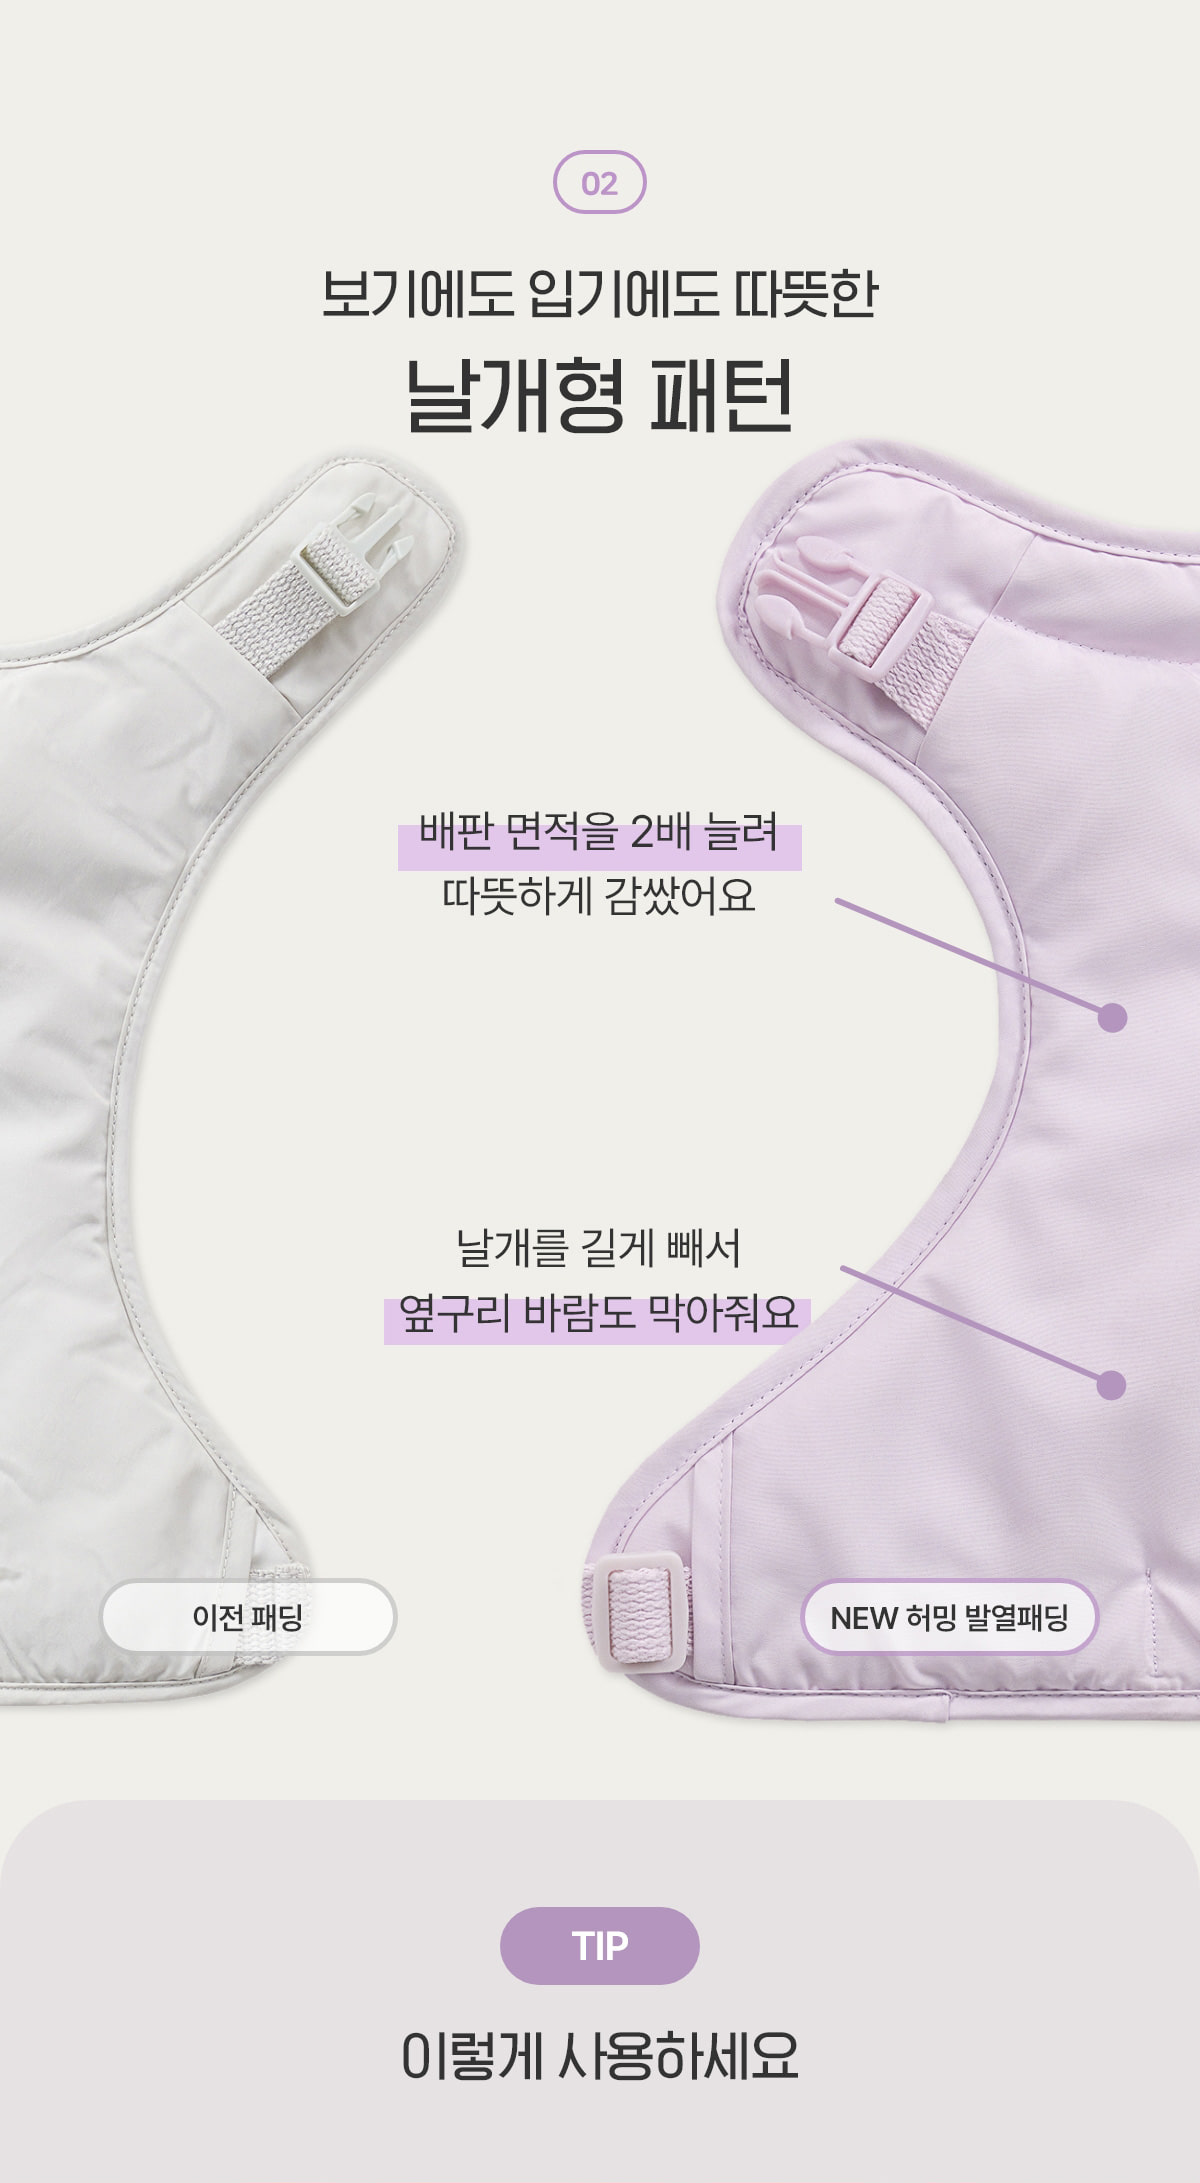 02
보기에도 입기에도 따뜻한
날개형 패턴
배판 면적을 2배 늘려
따뜻하게 감쌌어요
날개를 길게 빼서
옆구리 바람도 막아줘요
이전 패딩
NEW 허밍 발열패딩
TIP
이렇게 사용하세요